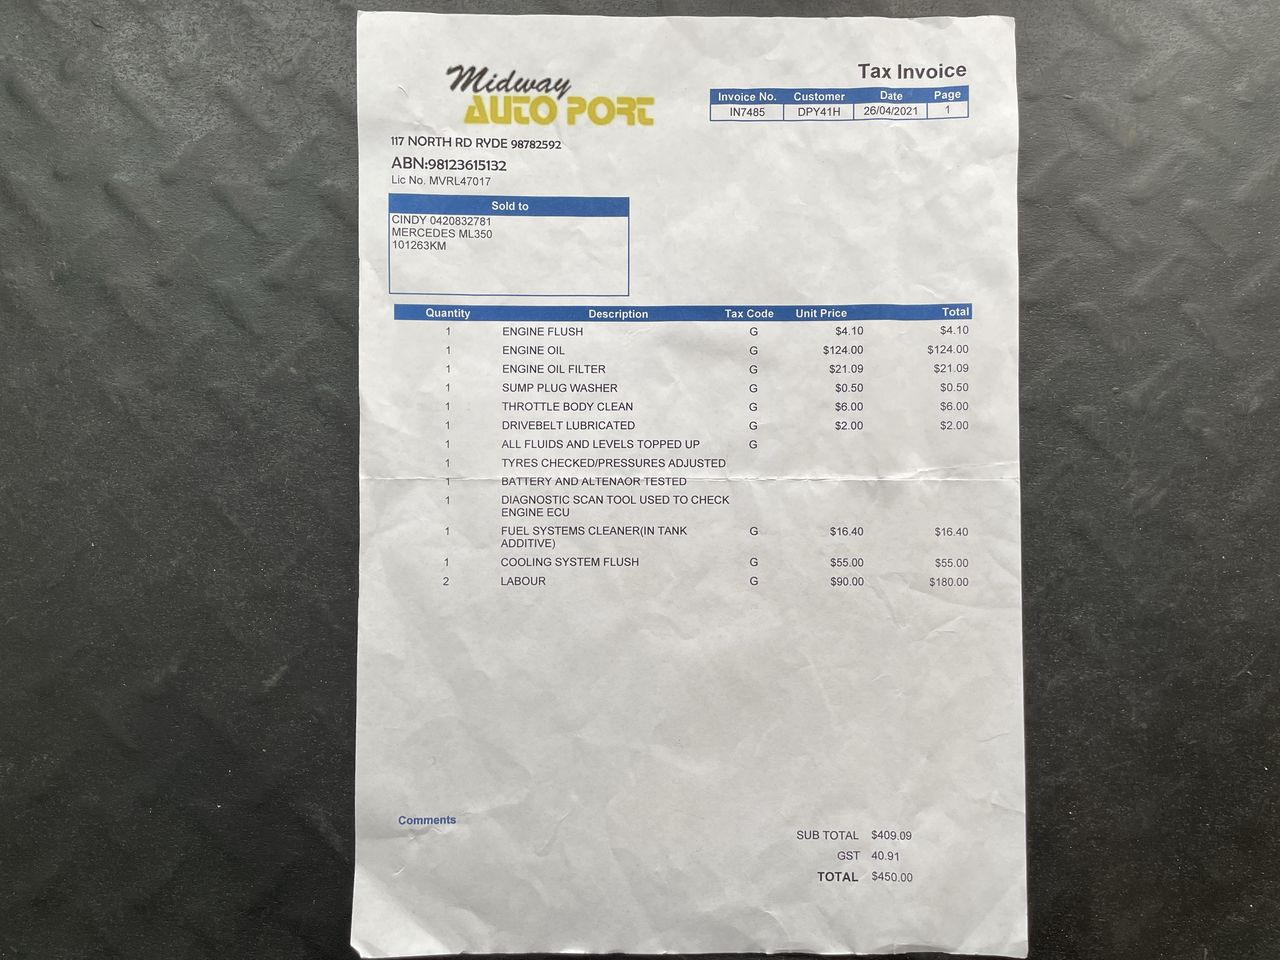 Midway
AUTO PORT
Tax Invoice
Invoice No. Customer Date Page
IN7485 DPY41H 26/04/2021 1
117 NORTH RD RYDE 98782592
ABN:98123615132
Lic No. MVRL47017
Sold to
CINDY 0420832781
MERCEDES ML350
101263KM
Quantity Description Tax Code Unit Price Total
1 ENGINE FLUSH G $4.10 $4.10
1 ENGINE OIL G $124.00 $124.00
1 ENGINE OIL FILTER G $21.09 $21.09
1 SUMP PLUG WASHER G $0.50 $0.50
1 THROTTLE BODY CLEAN G $6.00 $6.00
1 DRIVEBELT LUBRICATED G $2.00 $2.00
1 ALL FLUIDS AND LEVELS TOPPED UP G
1 TYRES CHECKED/PRESSURES ADJUSTED
1 BATTERY AND ALTENAOR TESTED
1 DIAGNOSTIC SCAN TOOL USED TO CHECK
ENGINE ECU
1 FUEL SYSTEMS CLEANER(IN TANK G $16.40 $16.40
ADDITIVE)
1 COOLING SYSTEM FLUSH G $55.00 $55.00
2 LABOUR G $90.00 $180.00
Comments
SUB TOTAL $409.09
GST 40.91
TOTAL $450.00